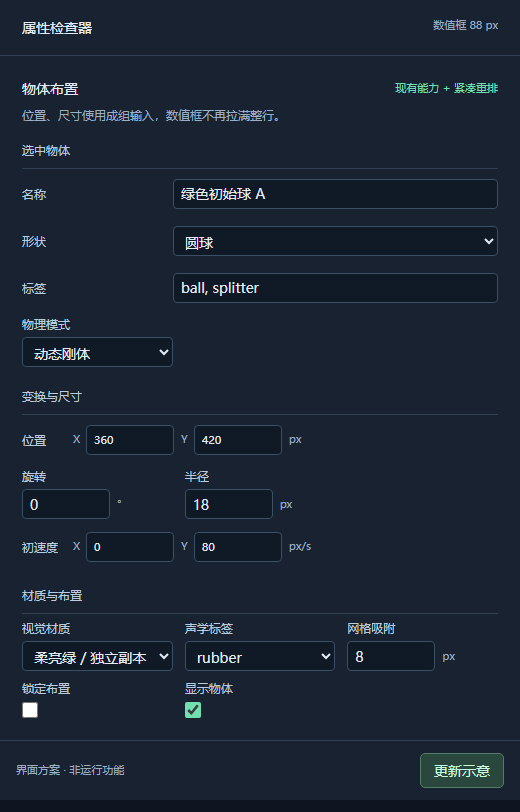 属性检查器 数值框 88 px
物体布置 现有能力 + 紧凑重排
位置、尺寸使用成组输入，数值框不再拉满整行。
选中物体
名称 绿色初始球 A
形状 圆球
标签 ball, splitter
物理模式
动态刚体
变换与尺寸
位置 X 360 Y 420 px
旋转 半径
0 ° 18 px
初速度 X 0 Y 80 px/s
材质与布置
视觉材质 声学标签 网格吸附
柔亮绿 / 独立副本 rubber 8 px
锁定布置 显示物体
界面方案 · 非运行功能 更新示意